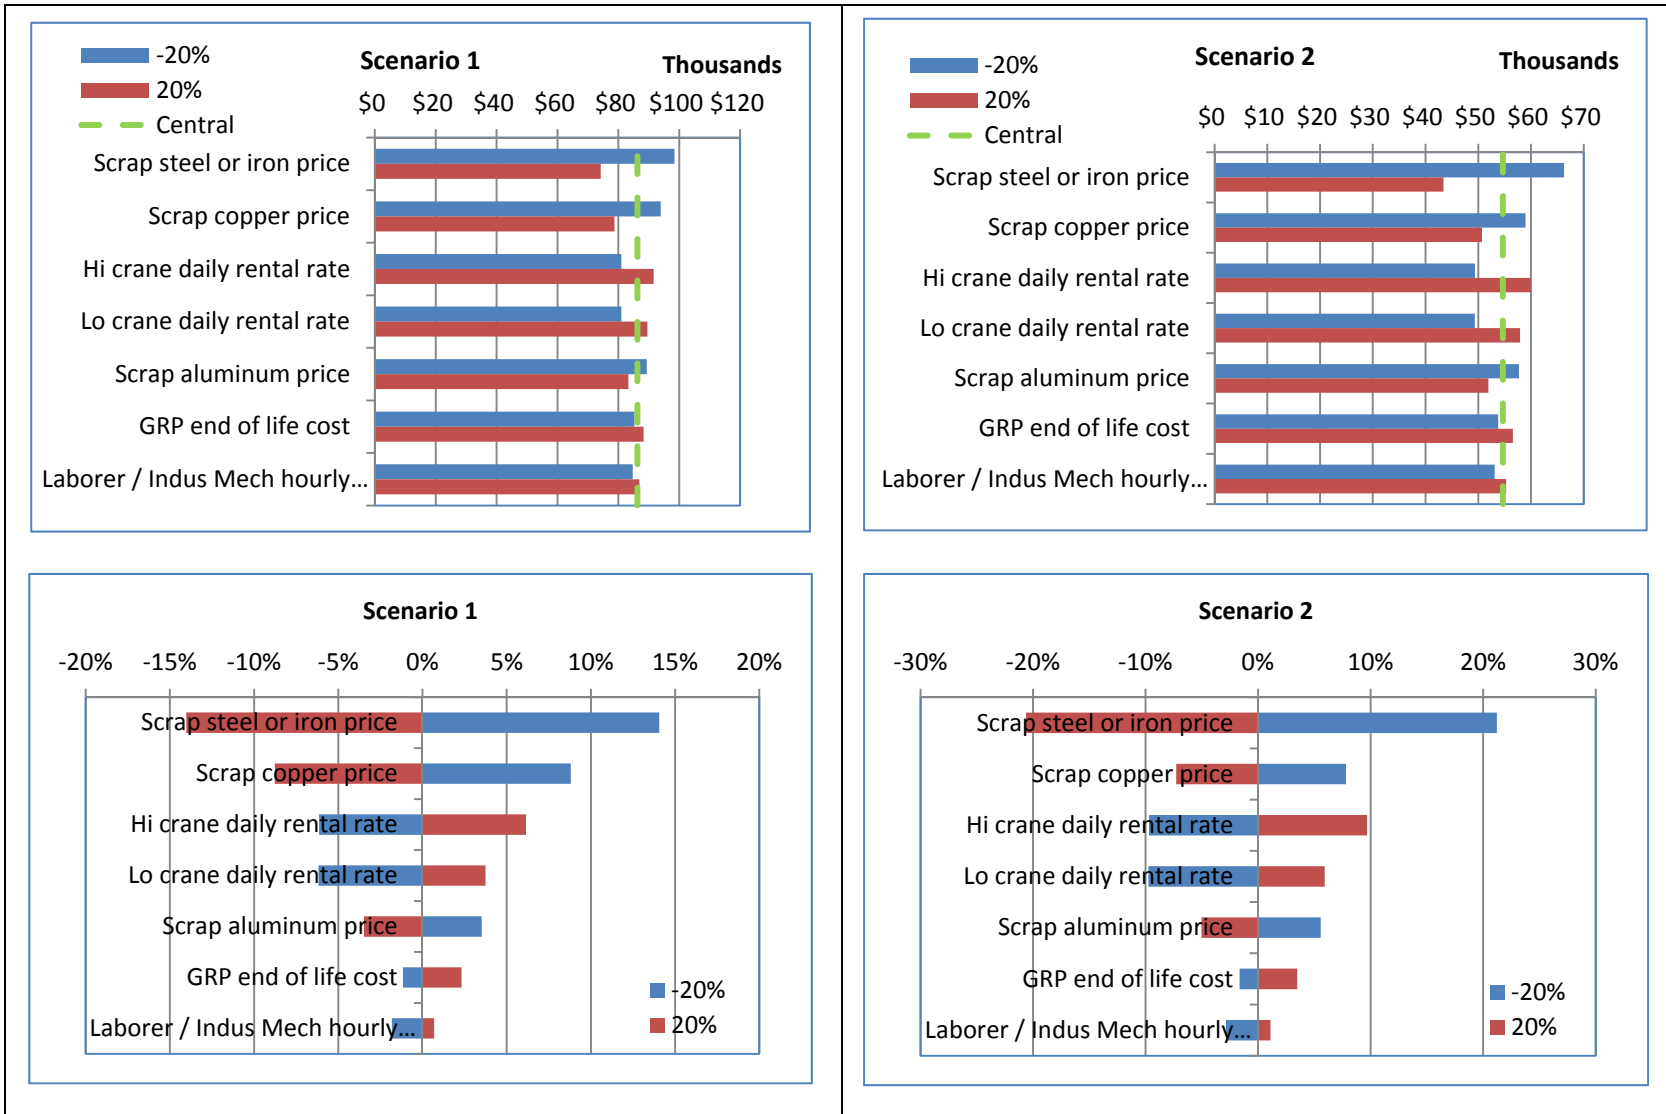 -20%
20%
Central
Scenario 1
Thousands
$0 $20 $40 $60 $80 $100 $120
Scrap steel or iron price
Scrap copper price
Hi crane daily rental rate
Lo crane daily rental rate
Scrap aluminum price
GRP end of life cost
Laborer / Indus Mech hourly...
-20%
20%
Central
Scenario 2
Thousands
$0 $10 $20 $30 $40 $50 $60 $70
Scrap steel or iron price
Scrap copper price
Hi crane daily rental rate
Lo crane daily rental rate
Scrap aluminum price
GRP end of life cost
Laborer / Indus Mech hourly...
Scenario 1
-20% -15% -10% -5% 0% 5% 10% 15% 20%
Scrap steel or iron price
Scrap copper price
Hi crane daily rental rate
Lo crane daily rental rate
Scrap aluminum price
GRP end of life cost
Laborer / Indus Mech hourly...
-20%
20%
Scenario 2
-30% -20% -10% 0% 10% 20% 30%
Scrap steel or iron price
Scrap copper price
Hi crane daily rental rate
Lo crane daily rental rate
Scrap aluminum price
GRP end of life cost
Laborer / Indus Mech hourly...
-20%
20%